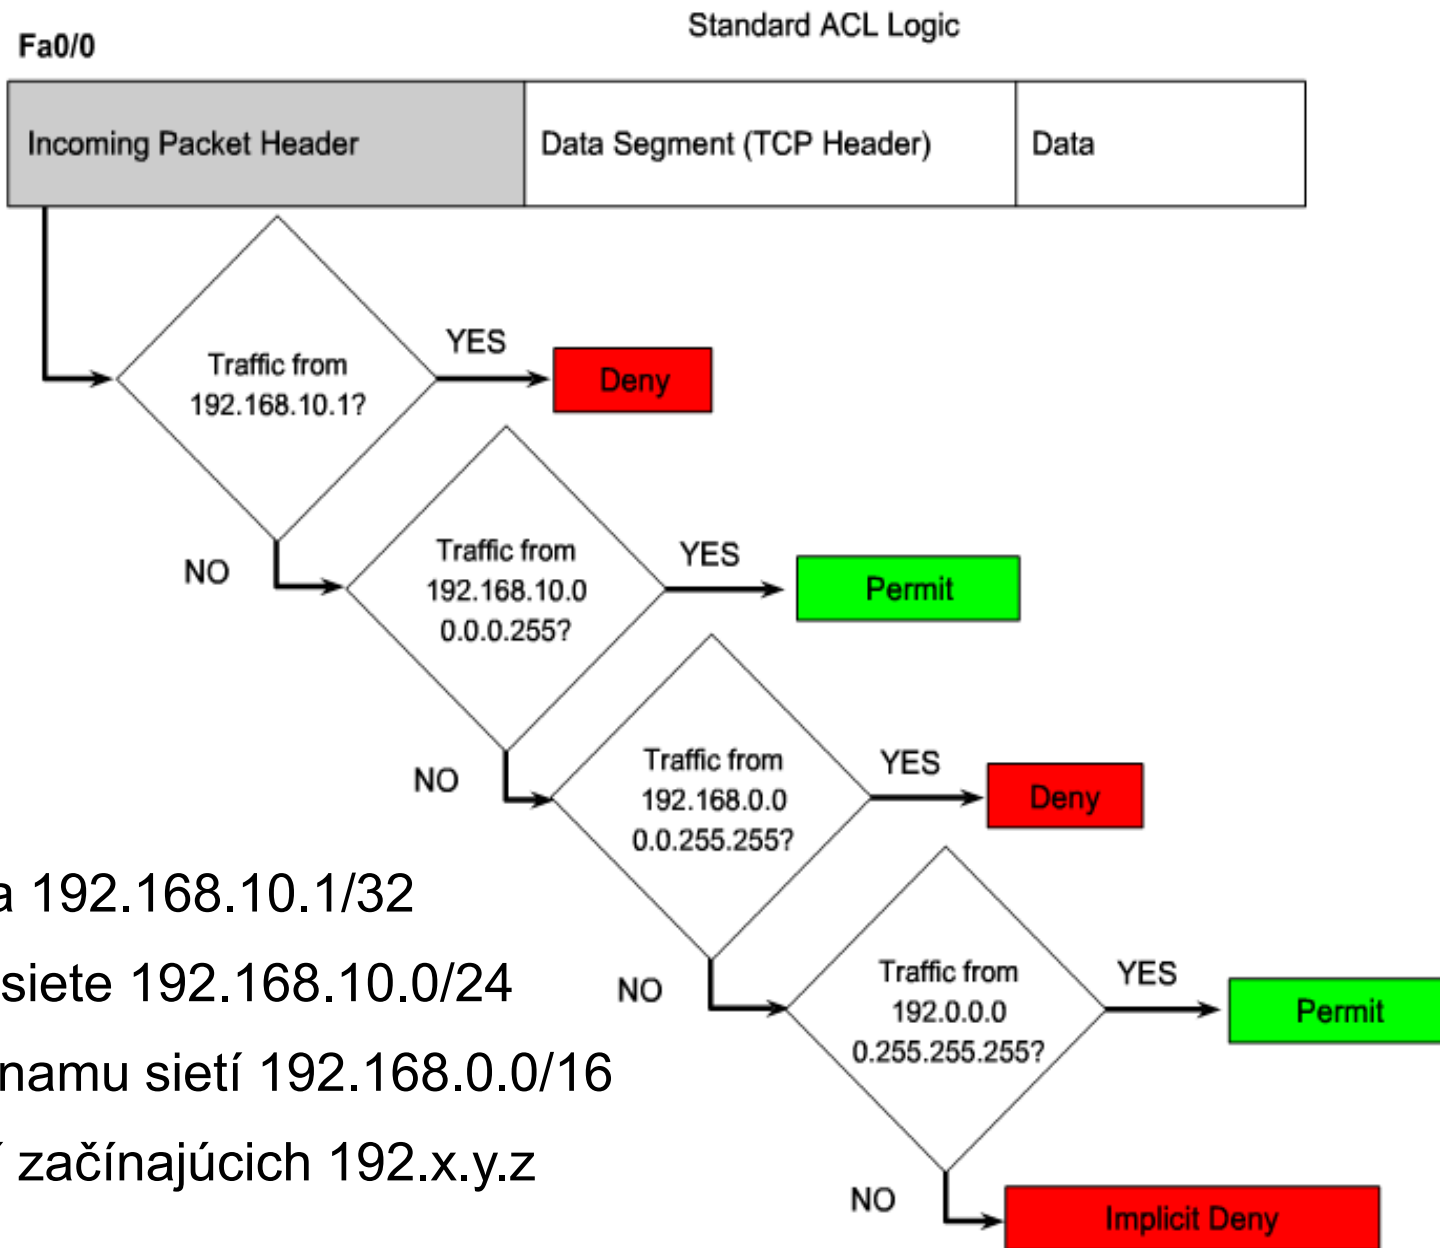 Standard ACL Logic
Fa0/0
Incoming Packet Header
Data Segment (TCP Header)
Data
Traffic from
192.168.10.1?
YES
Deny
NO
Traffic from
192.168.10.0
0.0.0.255?
YES
Permit
NO
Traffic from
192.168.0.0
0.0.255.255?
YES
Deny
NO
Traffic from
192.0.0.0
0.255.255.255?
YES
Permit
NO
Implicit Deny
a 192.168.10.1/32
siete 192.168.10.0/24
namu sietí 192.168.0.0/16
í začínajúcich 192.x.y.z